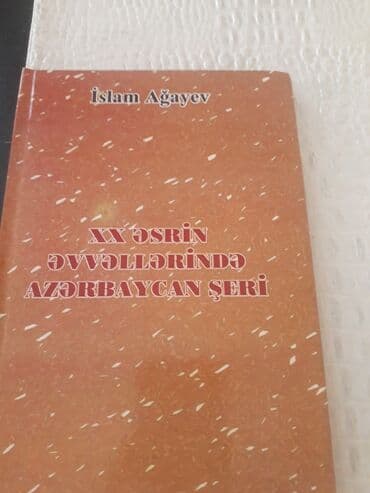 İslam Ağayev
XX ƏSRİN
ƏVVƏLLƏRİNDƏ
AZƏRBAYCAN ŞERİ